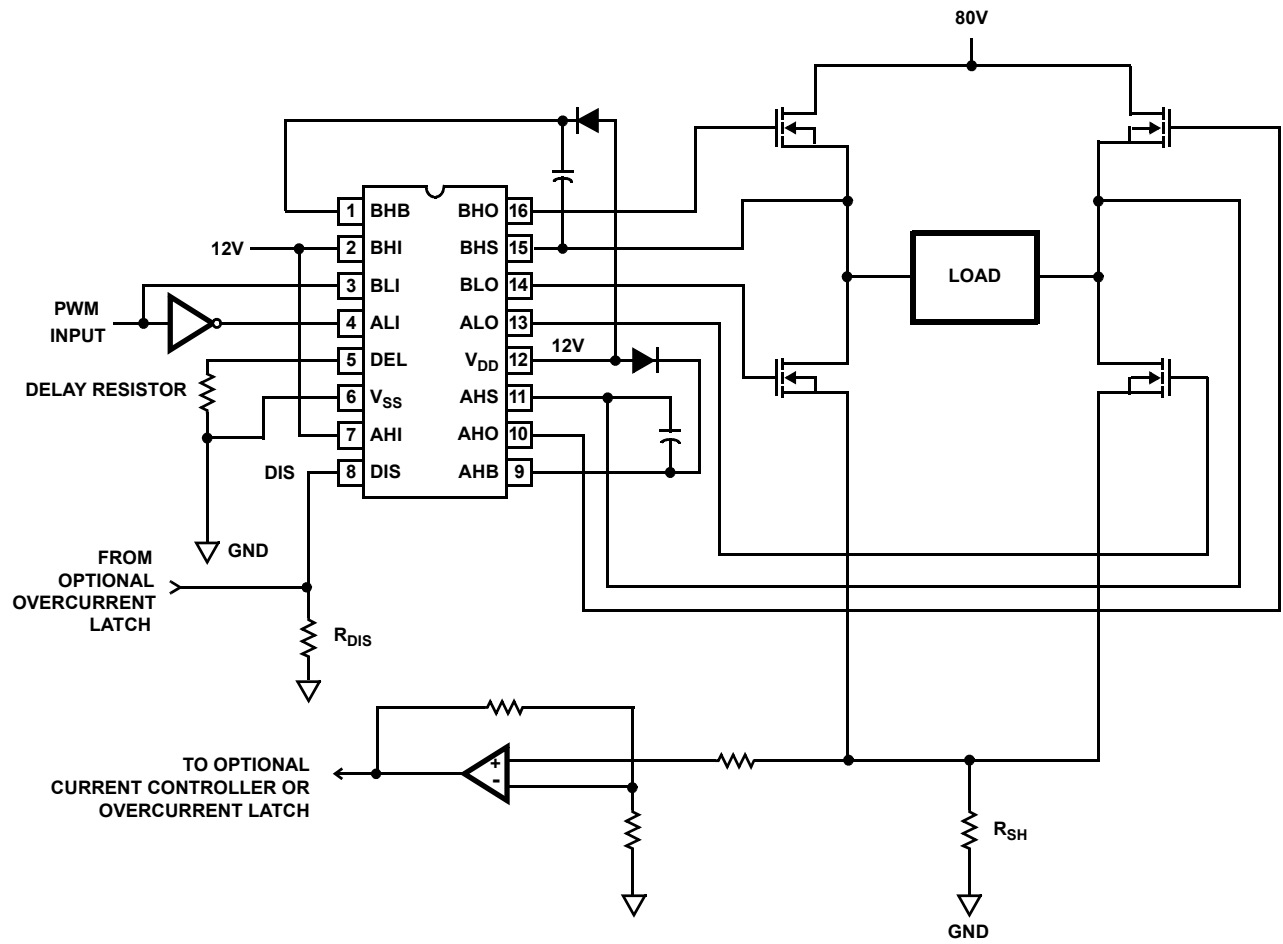 80V
1 BHB BHO 16
12V 2 BHI BHS 15
3 BLI BLO 14
PWM
INPUT
4 ALI ALO 13
5 DEL VDD 12 12V
DELAY RESISTOR
6 VSS AHS 11
7 AHI AHO 10
DIS 8 DIS AHB 9
LOAD
GND
FROM
OPTIONAL
OVERCURRENT
LATCH
RDIS
TO OPTIONAL
CURRENT CONTROLLER OR
OVERCURRENT LATCH
+
-
RSH
GND